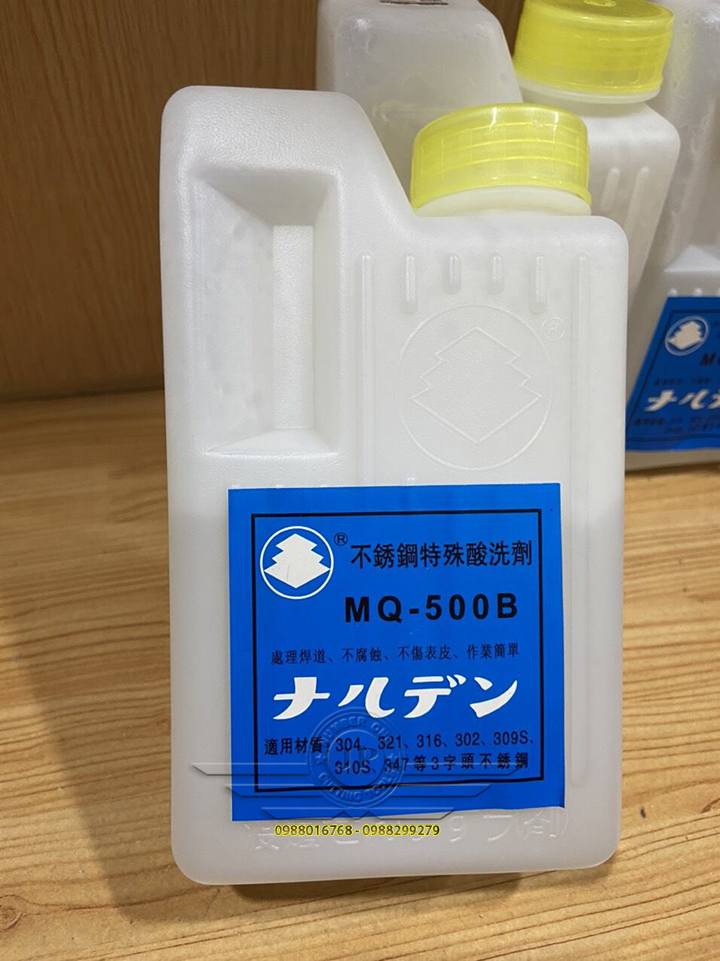 ®
不銹鋼特殊酸洗劑
MQ-500B
處理焊道、不腐蝕、不傷表皮、作業簡單
ナルデン
適用材質:304、321、316、302、309S、
310S、347等3字頭不銹鋼
0988016768 - 0988299279
®
ナル